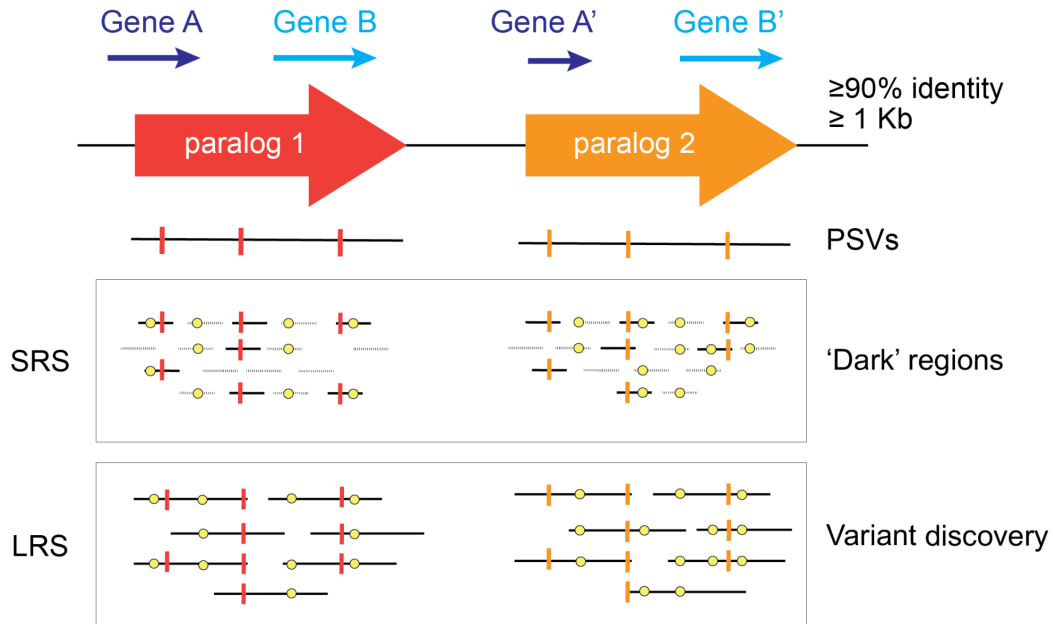 Gene A
Gene B
Gene A’
Gene B’
≥90% identity
≥ 1 Kb
paralog 1
paralog 2
PSVs
SRS
‘Dark’ regions
LRS
Variant discovery